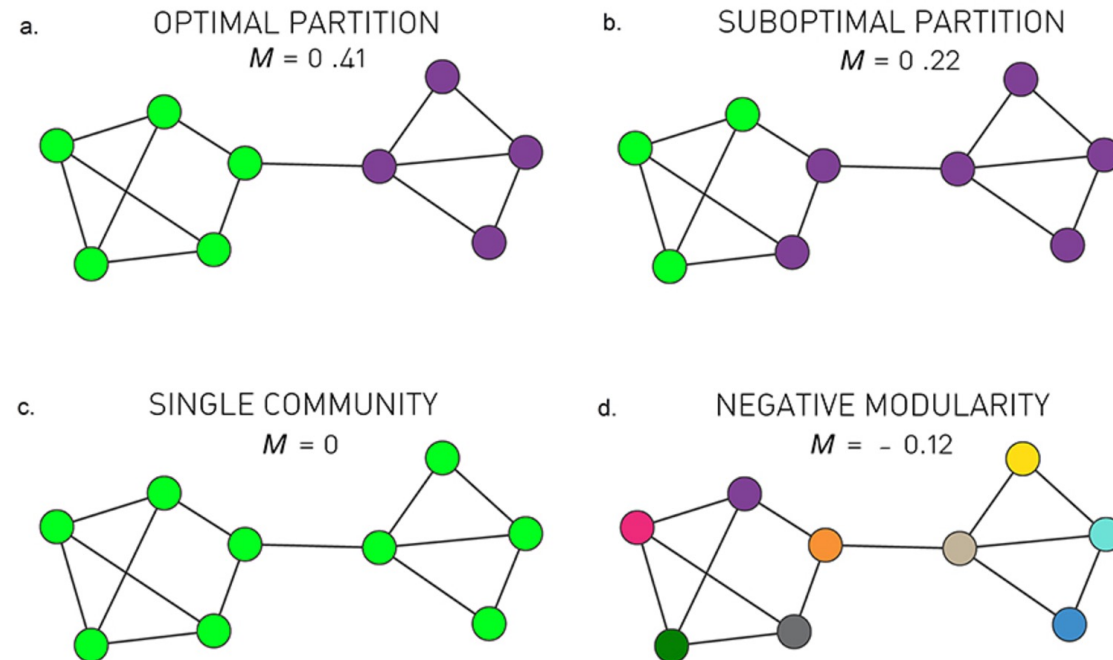 a.
OPTIMAL PARTITION
M = 0 .41
b.
SUBOPTIMAL PARTITION
M = 0 .22
c.
SINGLE COMMUNITY
M = 0
d.
NEGATIVE MODULARITY
M = - 0.12